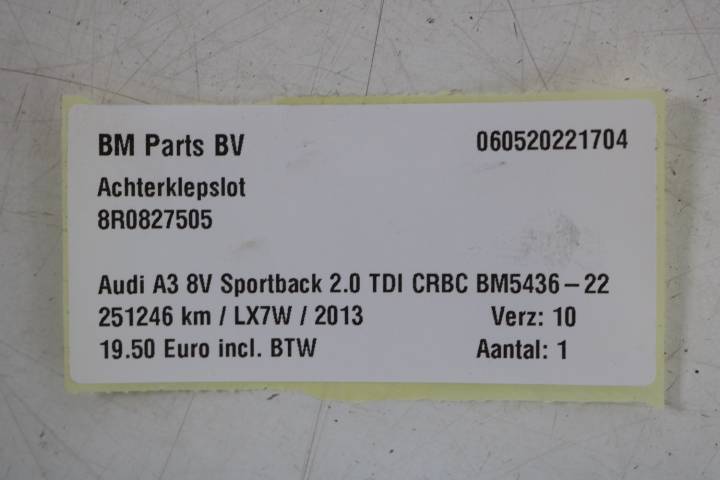 BM Parts BV 060520221704
Achterklepslot
8R0827505
Audi A3 8V Sportback 2.0 TDI CRBC BM5436-22
251246 km / LX7W / 2013 Verz: 10
19.50 Euro incl. BTW Aantal: 1